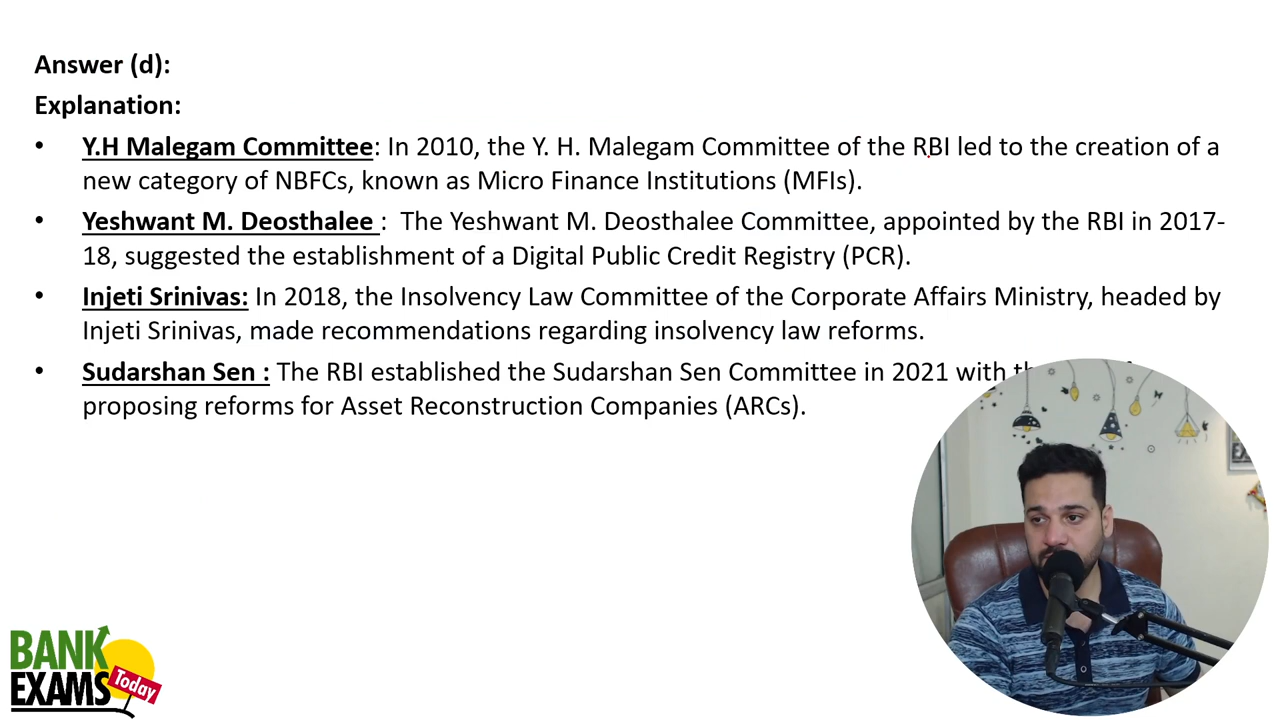 Answer (d):
Explanation:
• Y.H Malegam Committee: In 2010, the Y. H. Malegam Committee of the RBI led to the creation of a
new category of NBFCs, known as Micro Finance Institutions (MFIs).
• Yeshwant M. Deosthalee : The Yeshwant M. Deosthalee Committee, appointed by the RBI in 2017-
18, suggested the establishment of a Digital Public Credit Registry (PCR).
• Injeti Srinivas: In 2018, the Insolvency Law Committee of the Corporate Affairs Ministry, headed by
Injeti Srinivas, made recommendations regarding insolvency law reforms.
• Sudarshan Sen : The RBI established the Sudarshan Sen Committee in 2021 with
proposing reforms for Asset Reconstruction Companies (ARCs).
BANK
EXAMS
Today